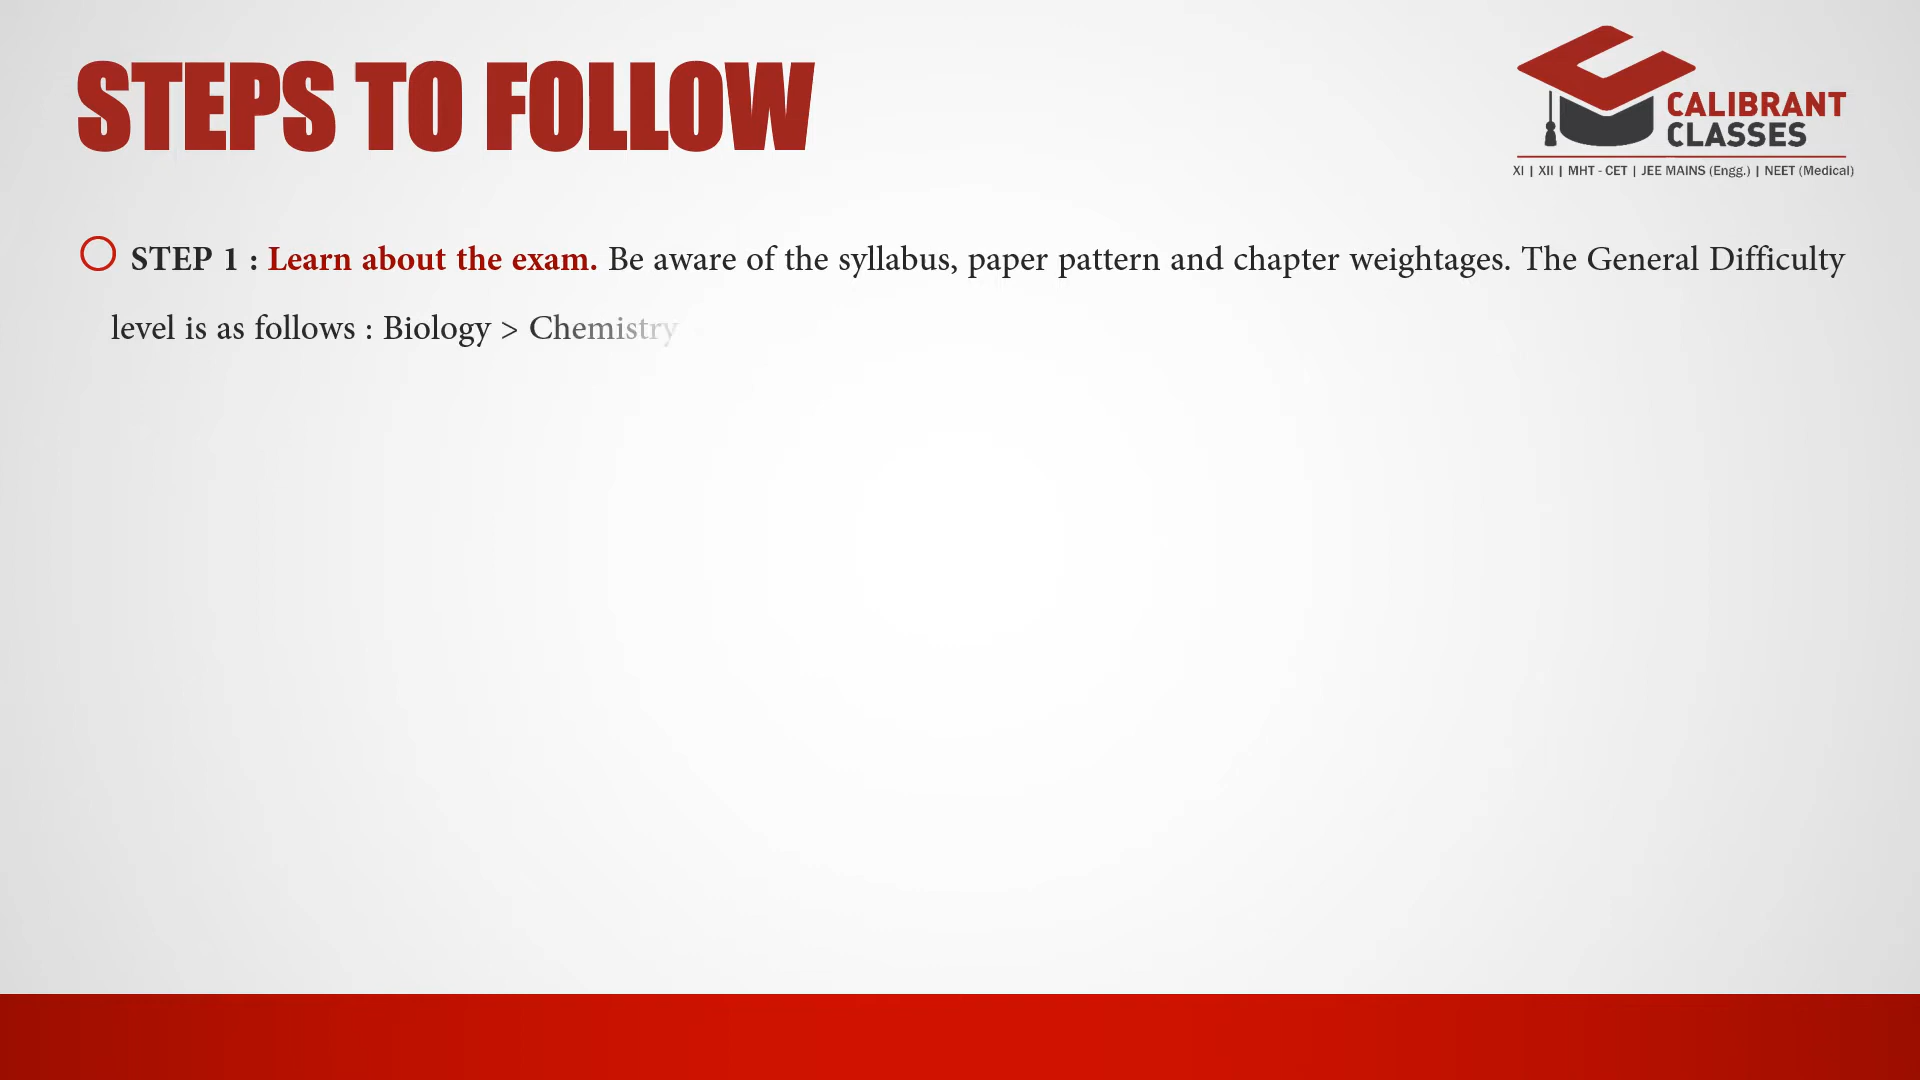 STEPS TO FOLLOW
CALIBRANT
CLASSES
XI | XII | MHT - CET | JEE MAINS (Engg.) | NEET (Medical)
STEP 1 : Learn about the exam. Be aware of the syllabus, paper pattern and chapter weightages. The General Difficulty
level is as follows : Biology > Chemistry